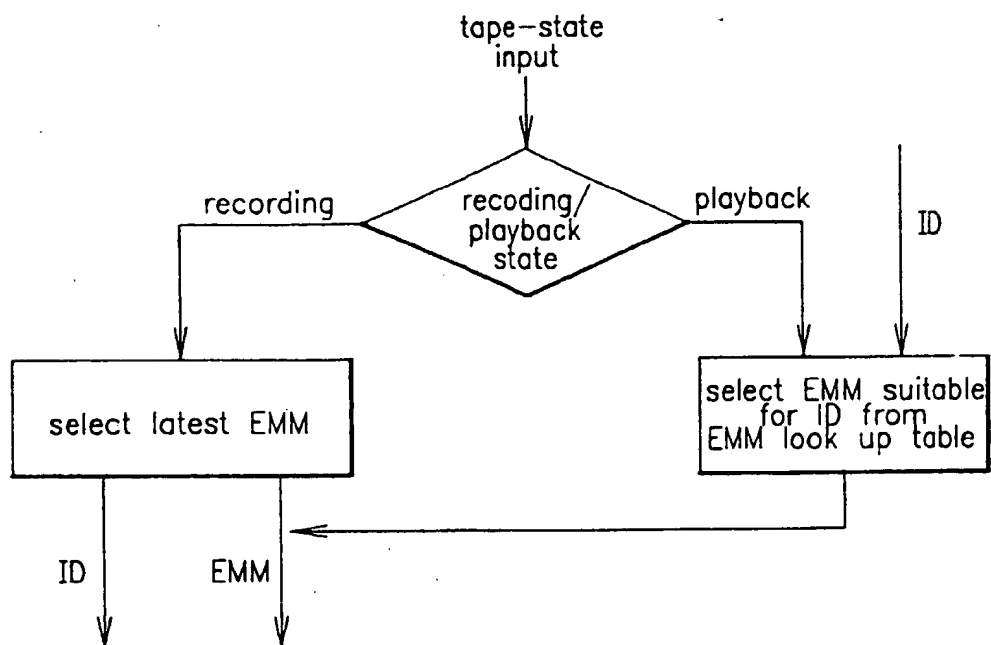 tape-state
input
recording
recoding/
playback
state
playback
ID
select latest EMM
select EMM suitable
for ID from
EMM look up table
ID
EMM